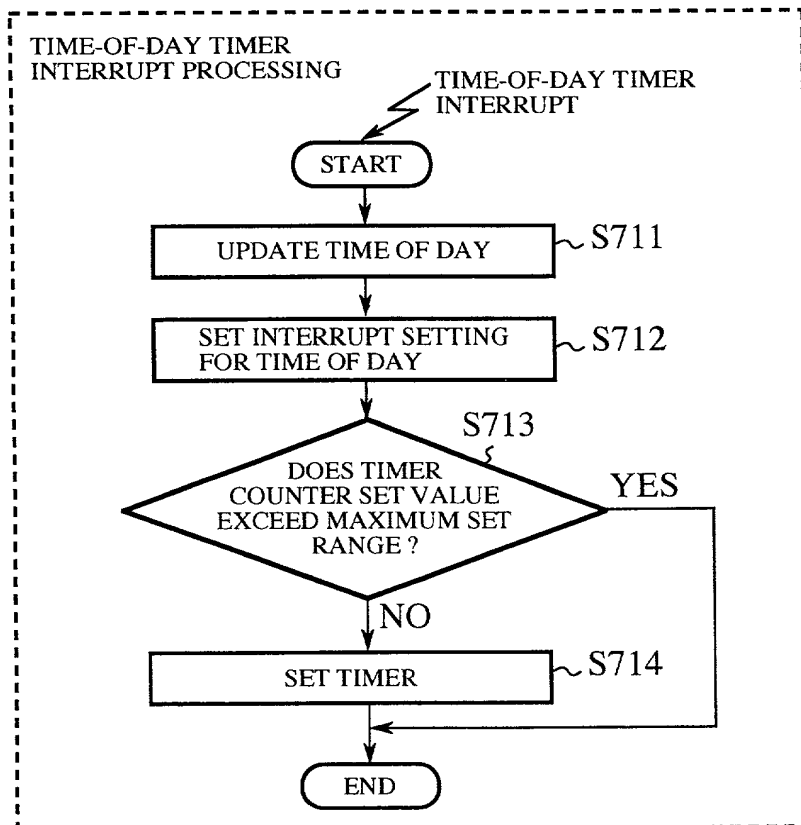 TIME-OF-DAY TIMER
INTERRUPT PROCESSING
TIME-OF-DAY TIMER
INTERRUPT
START
UPDATE TIME OF DAY
S711
SET INTERRUPT SETTING
FOR TIME OF DAY
S712
S713
DOES TIMER
COUNTER SET VALUE
EXCEED MAXIMUM SET
RANGE ?
YES
NO
SET TIMER
S714
END